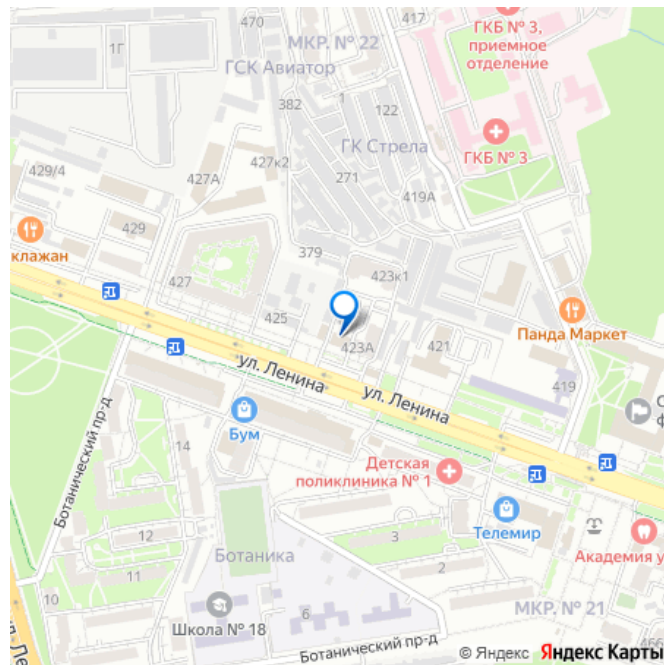 470
417
1Г
МКР. № 22
ГКБ № 3,
приемное
отделение
ГСК Авиатор
382
1
122
ГКБ № 3
ГК Стрела
427к2
429/4
427А
271
419А
429
клажан
379
423к1
427
425
Панда Маркет
423А
421
ул. Ленина
ул. Ленина
419
Бум
Ботанический пр-д
14
Детская
поликлиника № 1
12
Телемир
3
Ботаника
Академия у
11
2
10
6
МКР. № 21
Школа № 18
ул. Ле
Ботанический пр-д
© Яндекс Яндекс Карты